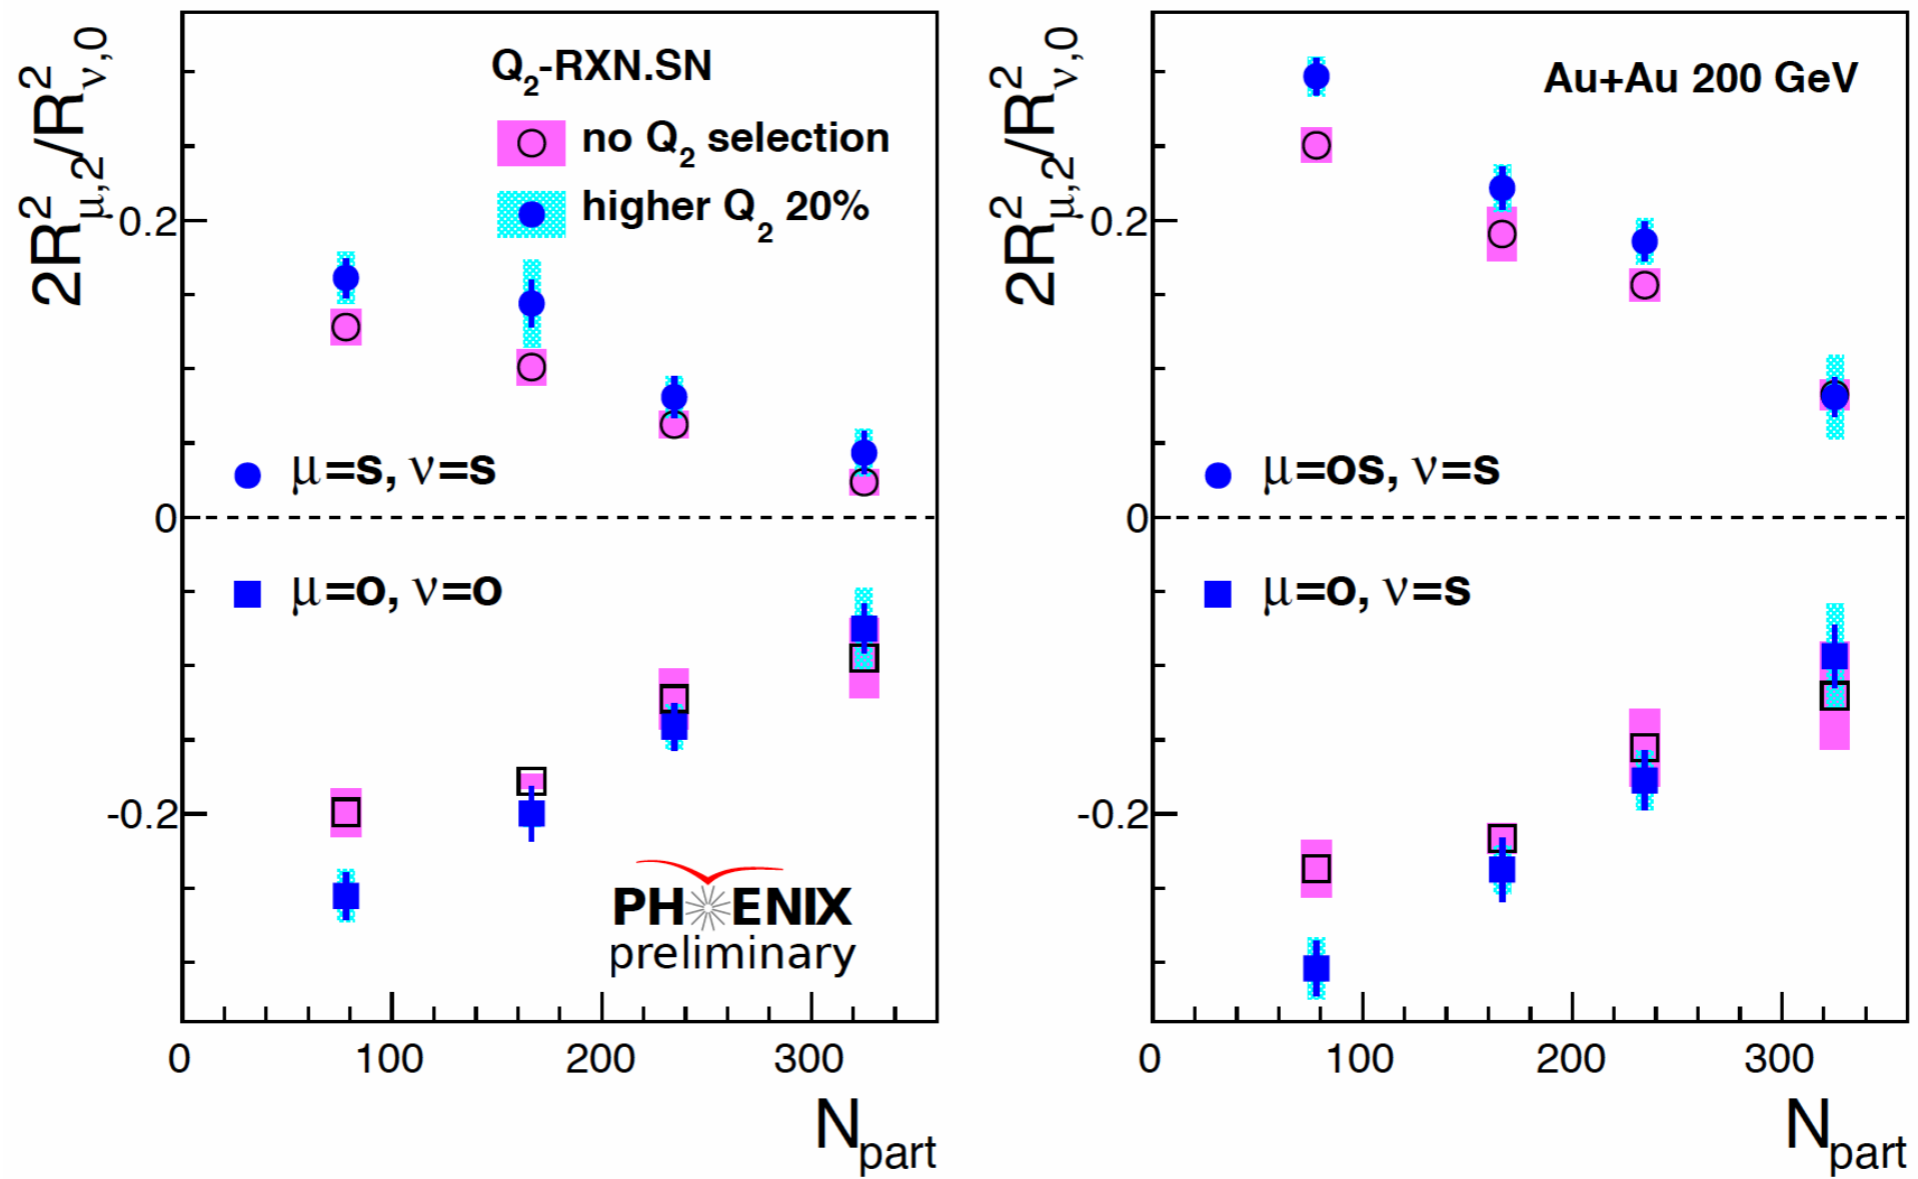 2R²μ,2/R²ν,0
Q₂-RXN.SN
no Q₂ selection
higher Q₂ 20%
0.2
0
-0.2
μ=s, ν=s
μ=o, ν=o
PHENIX
preliminary
0 100 200 300
Npart
2R²μ,2/R²ν,0
Au+Au 200 GeV
0.2
0
-0.2
μ=os, ν=s
μ=o, ν=s
0 100 200 300
Npart